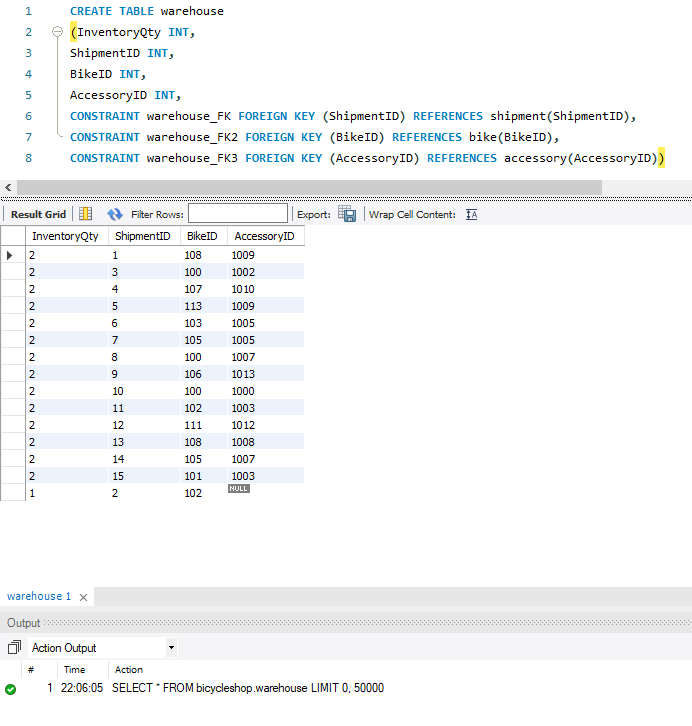 1 CREATE TABLE warehouse
2 (InventoryQty INT,
3 ShipmentID INT,
4 BikeID INT,
5 AccessoryID INT,
6 CONSTRAINT warehouse_FK FOREIGN KEY (ShipmentID) REFERENCES shipment(ShipmentID),
7 CONSTRAINT warehouse_FK2 FOREIGN KEY (BikeID) REFERENCES bike(BikeID),
8 CONSTRAINT warehouse_FK3 FOREIGN KEY (AccessoryID) REFERENCES accessory(AccessoryID))
Result Grid Filter Rows: Export: Wrap Cell Content:
InventoryQty ShipmentID BikeID AccessoryID
2 1 108 1009
2 3 100 1002
2 4 107 1010
2 5 113 1009
2 6 103 1005
2 7 105 1005
2 8 100 1007
2 9 106 1013
2 10 100 1000
2 11 102 1003
2 12 111 1012
2 13 108 1008
2 14 105 1007
2 15 101 1003
1 2 102 NULL
warehouse 1
Output
Action Output
# Time Action
1 22:06:05 SELECT * FROM bicycleshop.warehouse LIMIT 0, 50000